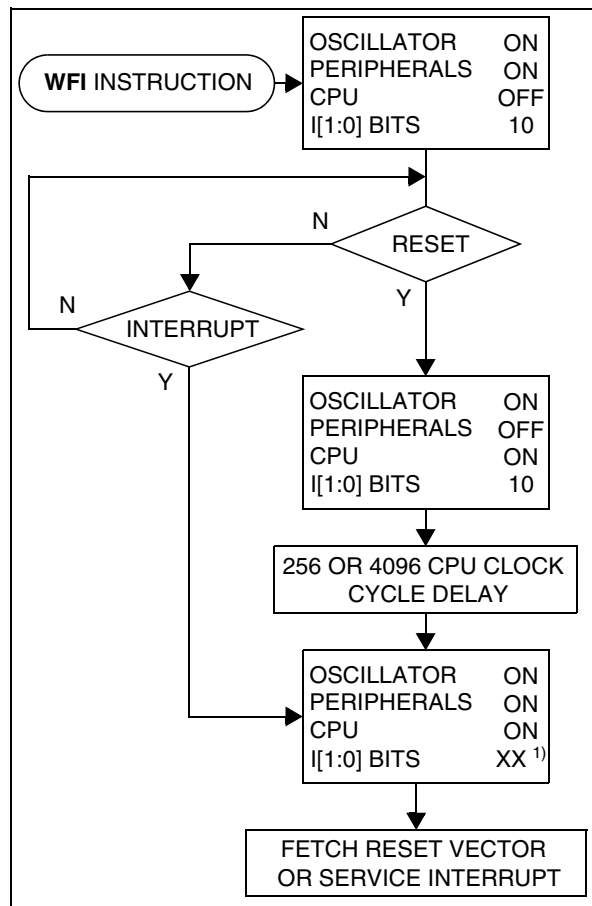 WFI INSTRUCTION
OSCILLATOR ON
PERIPHERALS ON
CPU OFF
I[1:0] BITS 10
RESET
N
Y
INTERRUPT
N
Y
OSCILLATOR ON
PERIPHERALS OFF
CPU ON
I[1:0] BITS 10
256 OR 4096 CPU CLOCK
CYCLE DELAY
OSCILLATOR ON
PERIPHERALS ON
CPU ON
I[1:0] BITS XX 1)
FETCH RESET VECTOR
OR SERVICE INTERRUPT